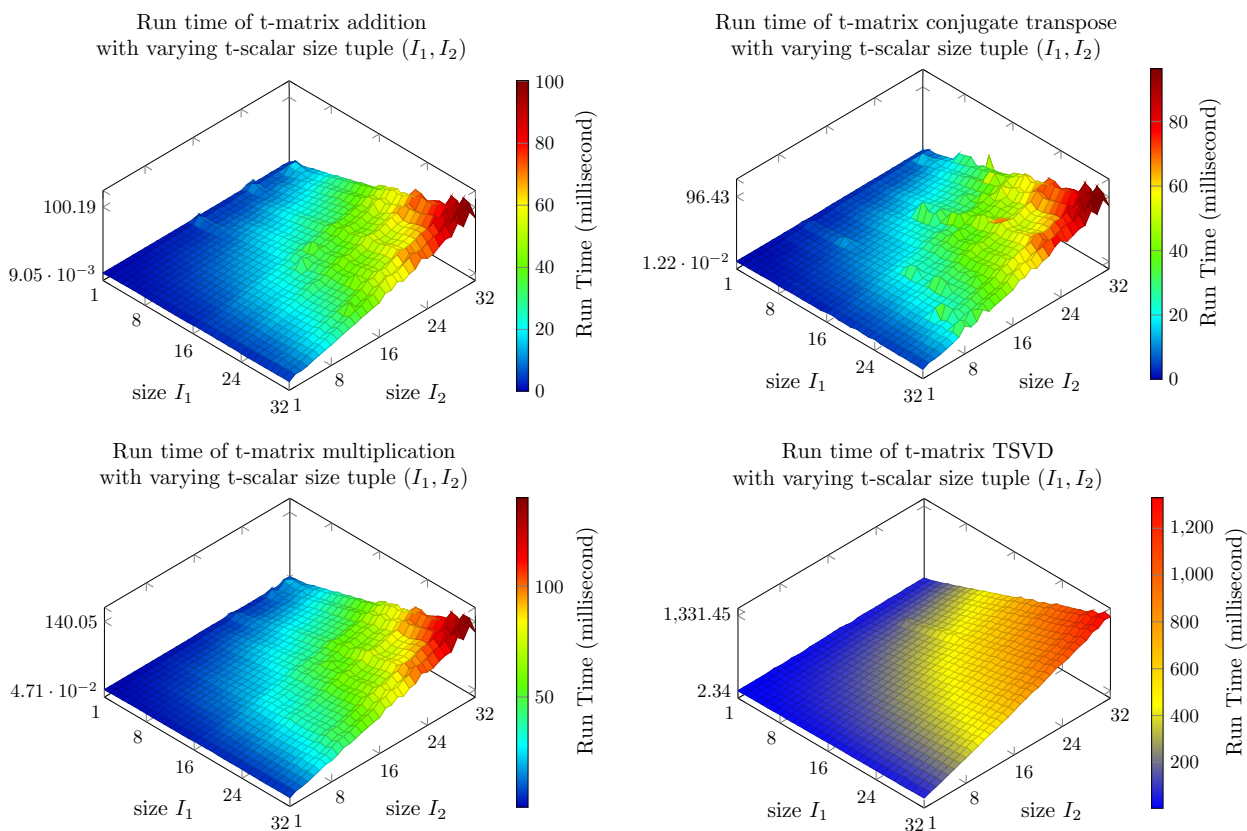 Run time of t-matrix addition
with varying t-scalar size tuple (I₁, I₂)
100.19
9.05 · 10⁻³
1
8
16
24
32
size I₁
1
8
16
24
32
size I₂
100
80
60
40
20
0
Run Time (millisecond)
Run time of t-matrix conjugate transpose
with varying t-scalar size tuple (I₁, I₂)
96.43
1.22 · 10⁻²
1
8
16
24
32
size I₁
1
8
16
24
32
size I₂
80
60
40
20
0
Run Time (millisecond)
Run time of t-matrix multiplication
with varying t-scalar size tuple (I₁, I₂)
140.05
4.71 · 10⁻²
1
8
16
24
32
size I₁
1
8
16
24
32
size I₂
100
50
Run Time (millisecond)
Run time of t-matrix TSVD
with varying t-scalar size tuple (I₁, I₂)
1,331.45
2.34
1
8
16
24
32
size I₁
1
8
16
24
32
size I₂
1,200
1,000
800
600
400
200
Run Time (millisecond)